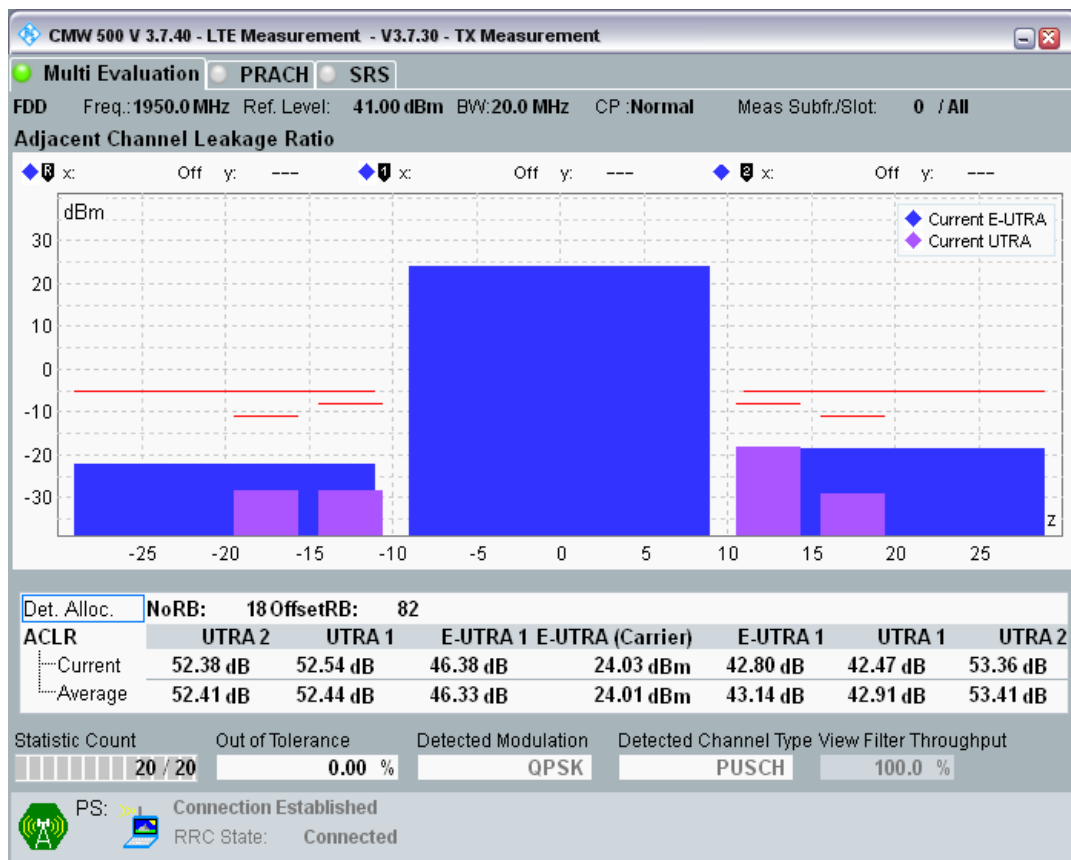 CMW 500 V 3.7.40 - LTE Measurement - V3.7.30 - TX Measurement
Multi Evaluation PRACH SRS
FDD Freq.:1950.0 MHz Ref. Level: 41.00 dBm BW:20.0 MHz CP :Normal Meas Subfr./Slot: 0 / All
Adjacent Channel Leakage Ratio
R x: Off y: --- 1 x: Off y: --- 2 x: Off y: ---
dBm
Current E-UTRA
Current UTRA
30
20
10
0
-10
-20
-30
z
-25 -20 -15 -10 -5 0 5 10 15 20 25
Det. Alloc. NoRB: 18 OffsetRB: 82
ACLR UTRA 2 UTRA 1 E-UTRA 1 E-UTRA (Carrier) E-UTRA 1 UTRA 1 UTRA 2
Current 52.38 dB 52.54 dB 46.38 dB 24.03 dBm 42.80 dB 42.47 dB 53.36 dB
Average 52.41 dB 52.44 dB 46.33 dB 24.01 dBm 43.14 dB 42.91 dB 53.41 dB
Statistic Count Out of Tolerance Detected Modulation Detected Channel Type View Filter Throughput
20 / 20 0.00 % QPSK PUSCH 100.0 %
PS: Connection Established
RRC State: Connected